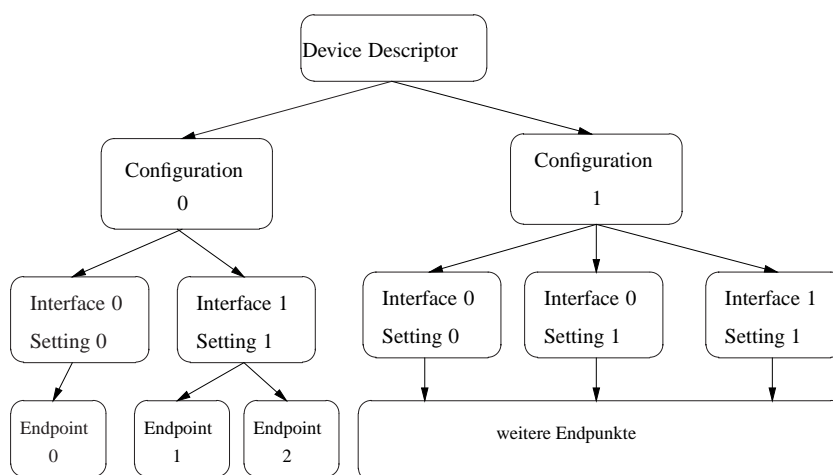 Device Descriptor
Configuration
0
Configuration
1
Interface 0
Setting 0
Interface 1
Setting 1
Interface 0
Setting 0
Interface 0
Setting 1
Interface 1
Setting 1
Endpoint
0
Endpoint
1
Endpoint
2
weitere Endpunkte